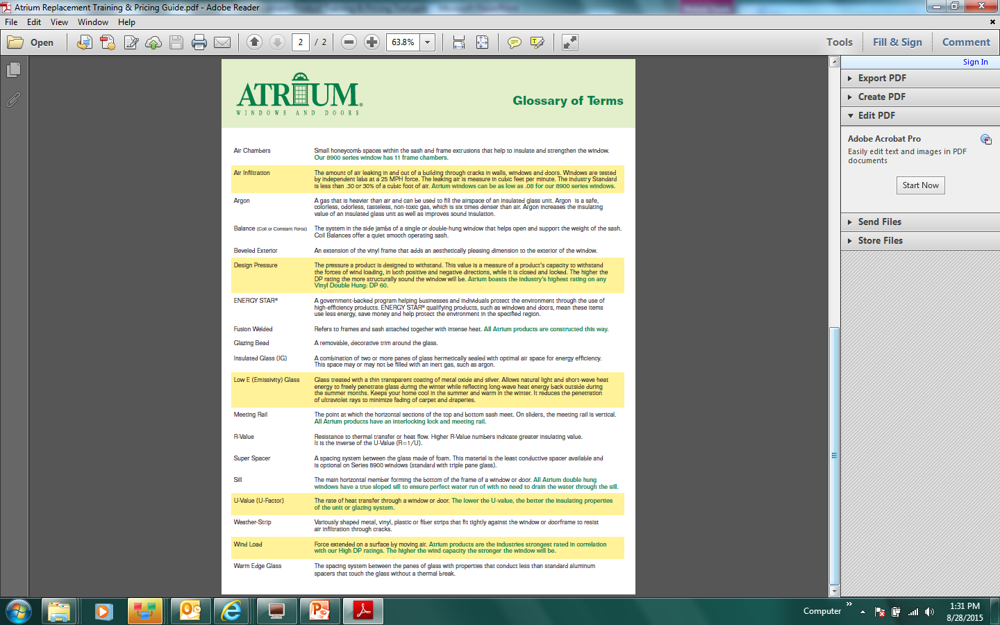 Atrium Replacement Training & Pricing Guide.pdf - Adobe Reader
File Edit View Window Help
Open 2 / 2 63.8% Tools Fill & Sign Comment
Sign In
Export PDF
Create PDF
Edit PDF
Adobe Acrobat Pro
Easily edit text and images in PDF
documents
Start Now
Send Files
Store Files
ATRIUM®
WINDOWS AND DOORS
Glossary of Terms
Air Chambers Small honeycomb spaces within the sash and frame extrusions that help to insulate and strengthen the window.
Our 8900 series window has 11 frame chambers.
Air Infiltration The amount of air leaking in and out of a building through cracks in walls, windows and doors. Windows are tested
by independent labs at a 25 MPH force. The leaking air is measure in cubic feet per minute. The Industry Standard
is less than .30 or 30% of a cubic foot of air. Atrium windows can be as low as .08 for our 8900 series windows.
Argon A gas that is heavier than air and can be used to fill the airspace of an insulated glass unit. Argon is a safe,
colorless, odorless, tasteless, non-toxic gas, which is six times denser than air. Argon increases the insulating
value of an insulated glass unit as well as improves sound insulation.
Balance (Coil or Constant Force) The system in the side jambs of a single or double-hung window that helps open and support the weight of the sash.
Coil Balances offer a quiet smooth operating sash.
Beveled Exterior An extension of the vinyl frame that adds an aesthetically pleasing dimension to the exterior of the window.
Design Pressure The pressure a product is designed to withstand. This value is a measure of a product's capacity to withstand
the forces of wind loading, in both positive and negative directions, while it is closed and locked. The higher the
DP rating the more structurally sound the window will be. Atrium boasts the industry's highest rating on any
Vinyl Double Hung: DP 60.
ENERGY STAR® A government-backed program helping businesses and individuals protect the environment through the use of
high-efficiency products. ENERGY STAR® qualifying products, such as windows and doors, mean these items
use less energy, save money and help protect the environment in the specified region.
Fusion Welded Refers to frames and sash attached together with intense heat. All Atrium products are constructed this way.
Glazing Bead A removable, decorative trim around the glass.
Insulated Glass (IG) A combination of two or more panes of glass hermetically sealed with optimal air space for energy efficiency.
This space may or may not be filled with an inert gas, such as argon.
Low E (Emissivity) Glass Glass treated with a thin transparent coating of metal oxide and silver. Allows natural light and short-wave heat
energy to freely penetrate glass during the winter while reflecting long-wave heat energy back outside during
the summer months. Keeps your home cool in the summer and warm in the winter. It reduces the penetration
of ultraviolet rays to minimize fading of carpet and draperies.
Meeting Rail The point at which the horizontal sections of the top and bottom sash meet. On sliders, the meeting rail is vertical.
All Atrium products have an interlocking lock and meeting rail.
R-Value Resistance to thermal transfer or heat flow. Higher R-Value numbers indicate greater insulating value.
It is the inverse of the U-Value (R=1/U).
Super Spacer A spacing system between the glass made of foam. This material is the least conductive spacer available and
is optional on Series 8900 windows (standard with triple pane glass).
Sill The main horizontal member forming the bottom of the frame of a window or door. All Atrium double hung
windows have a true sloped sill to ensure perfect water run of with no need to drain the water through the sill.
U-Value (U-Factor) The rate of heat transfer through a window or door. The lower the U-value, the better the insulating properties
of the unit or glazing system.
Weather-Strip Variously shaped metal, vinyl, plastic or fiber strips that fit tightly against the window or doorframe to resist
air infiltration through cracks.
Wind Load Force extended on a surface by moving air. Atrium products are the industries strongest rated in correlation
with our High DP ratings. The higher the wind capacity the stronger the window will be.
Warm Edge Glass The spacing system between the panes of glass with properties that conduct less than standard aluminum
spacers that touch the glass without a thermal break.
Computer
1:31 PM
8/28/2015